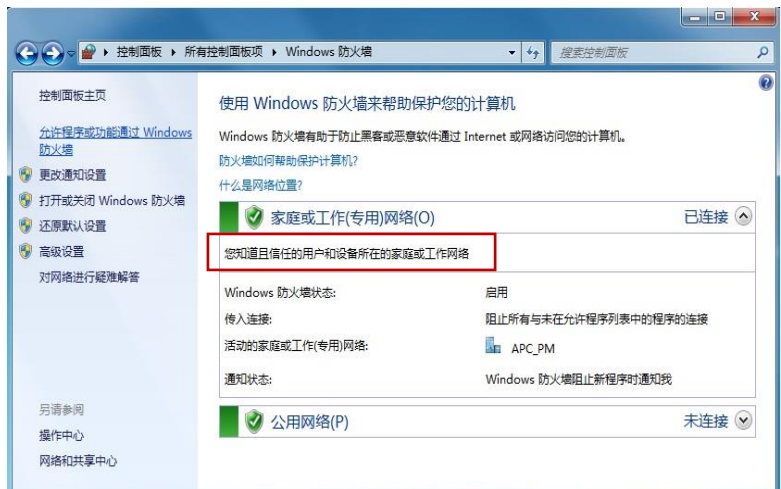 控制面板 ▸ 所有控制面板项 ▸ Windows 防火墙
搜索控制面板
控制面板主页
允许程序或功能通过 Windows
防火墙
更改通知设置
打开或关闭 Windows 防火墙
还原默认设置
高级设置
对网络进行疑难解答
另请参阅
操作中心
网络和共享中心
使用 Windows 防火墙来帮助保护您的计算机
Windows 防火墙有助于防止黑客或恶意软件通过 Internet 或网络访问您的计算机。
防火墙如何帮助保护计算机?
什么是网络位置?
家庭或工作(专用)网络(O) 已连接
您知道且信任的用户和设备所在的家庭或工作网络
Windows 防火墙状态: 启用
传入连接: 阻止所有与未在允许程序列表中的程序的连接
活动的家庭或工作(专用)网络: APC_PM
通知状态: Windows 防火墙阻止新程序时通知我
公用网络(P) 未连接